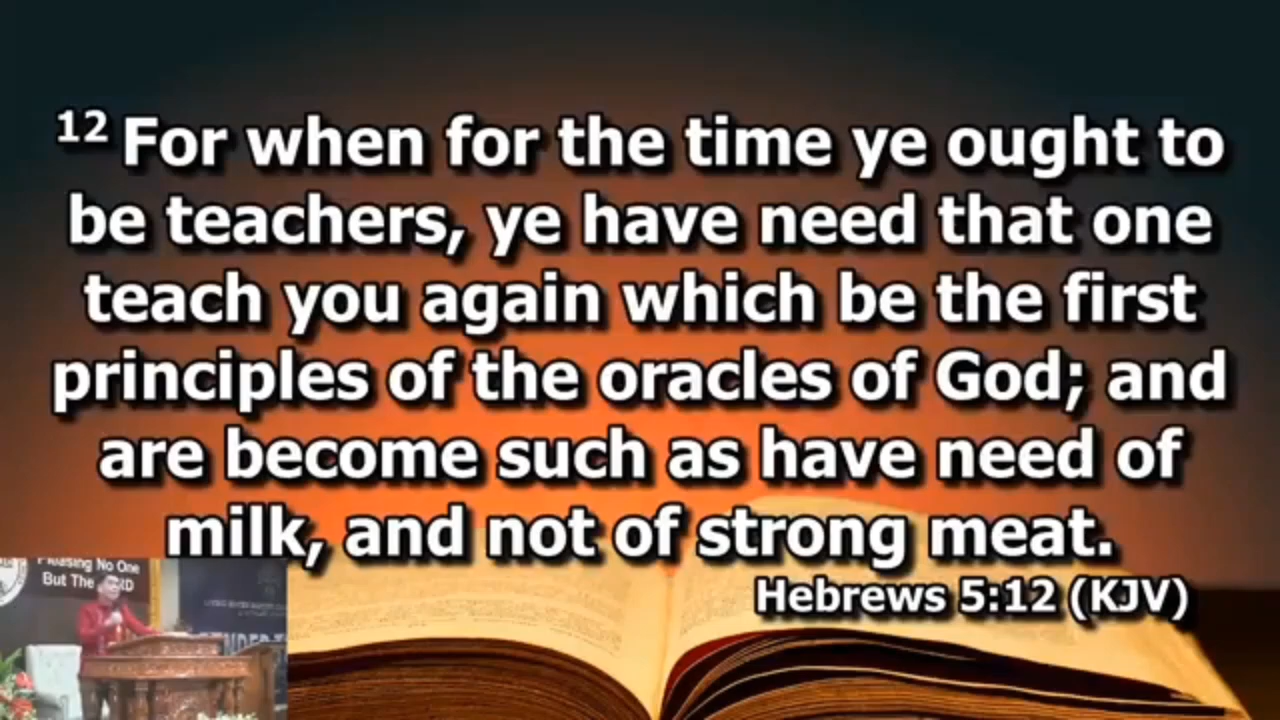 12 For when for the time ye ought to
be teachers, ye have need that one
teach you again which be the first
principles of the oracles of God; and
are become such as have need of
milk, and not of strong meat.
Hebrews 5:12 (KJV)
Pleasing No One
But The